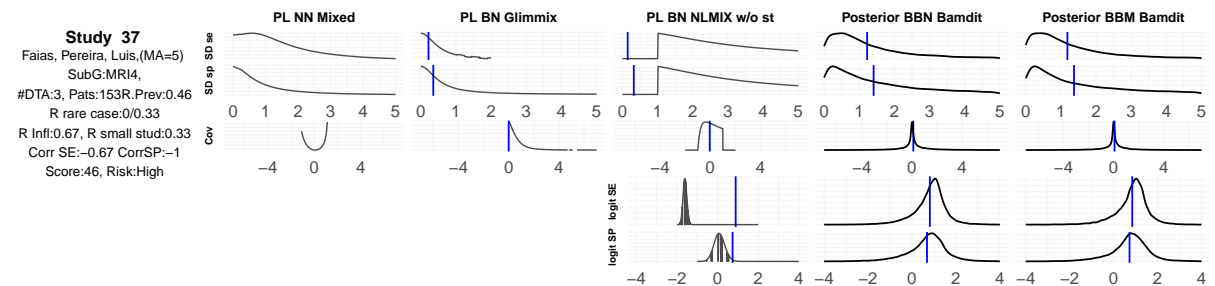 PL NN Mixed
PL BN Glimmix
PL BN NLMIX w/o st
Posterior BBN Bamdit
Posterior BBM Bamdit
Study 37
Faias, Pereira, Luis,(MA=5)
SubG:MRI4,
#DTA:3, Pats:153R.Prev:0.46
R rare case:0/0.33
R Infl:0.67, R small stud:0.33
Corr SE:−0.67 CorrSP:−1
Score:46, Risk:High
SD se
SD sp
0 1 2 3 4 5
0 1 2 3 4 5
0 1 2 3 4 5
0 1 2 3 4 5
0 1 2 3 4 5
Cov
−4 0 4
−4 0 4
−4 0 4
−4 0 4
−4 0 4
logit SE
logit SP
−4 −2 0 2 4
−4 −2 0 2 4
−4 −2 0 2 4